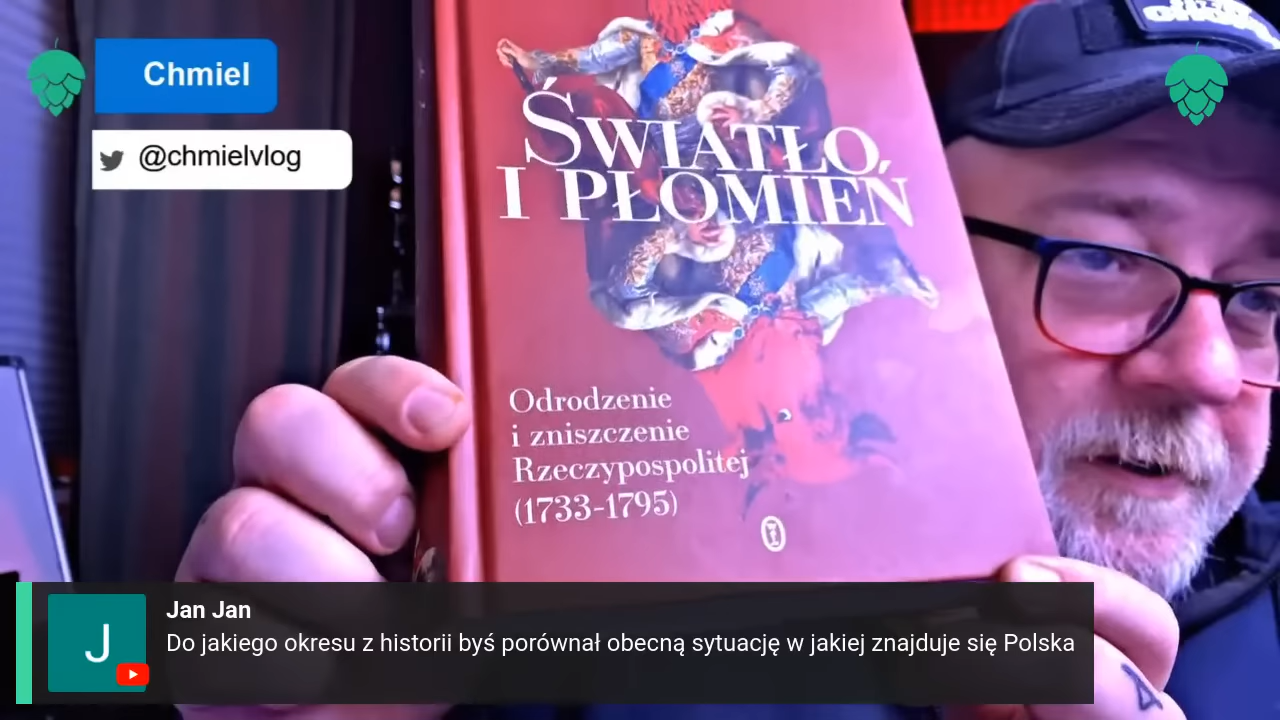 Chmiel
@chmielvlog
ŚWIATŁO
I PŁOMIEŃ
Odrodzenie
i zniszczenie
Rzeczypospolitej
(1733-1795)
J
Jan Jan
Do jakiego okresu z historii byś porównał obecną sytuację w jakiej znajduje się Polska